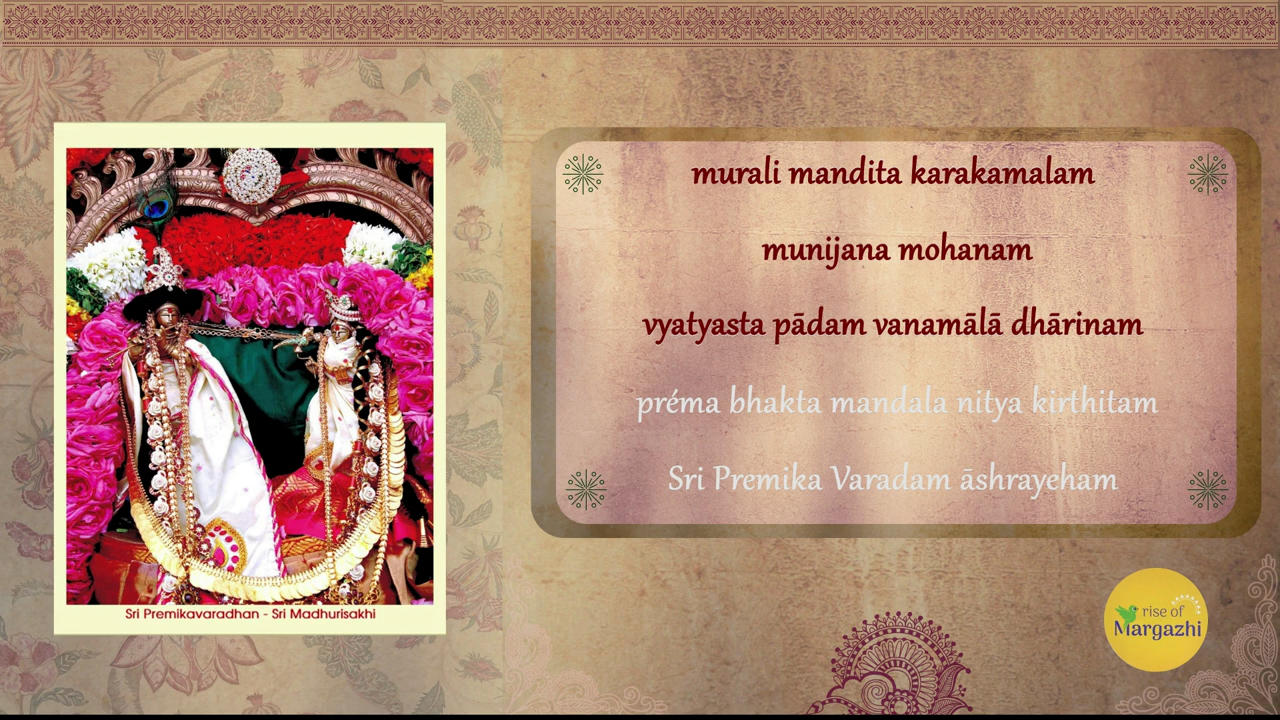 murali mandita karakamalam
munijana mohanam
vyatyasta pādam vanamālā dhārinam
préma bhakta mandala nitya kirthitam
Sri Premika Varadam āshrayeham
Sri Premikavaradhan - Sri Madhurisakhi
rise of
Margazhi